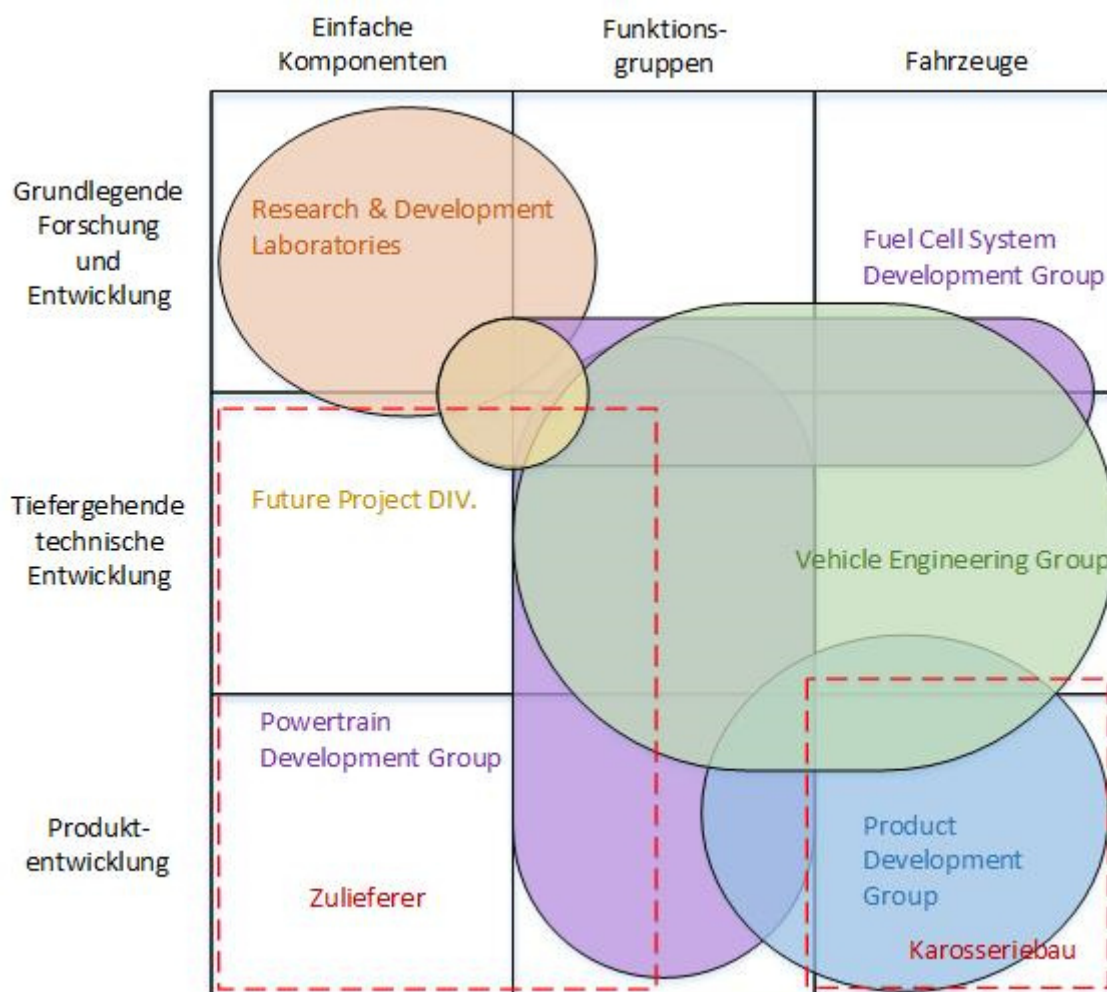 Einfache
Komponenten
Funktions-
gruppen
Fahrzeuge
Grundlegende
Forschung
und
Entwicklung
Research & Development
Laboratories
Fuel Cell System
Development Group
Tiefergehende
technische
Entwicklung
Future Project DIV.
Vehicle Engineering Group
Produkt-
entwicklung
Powertrain
Development Group
Zulieferer
Product
Development
Group
Karosseriebau